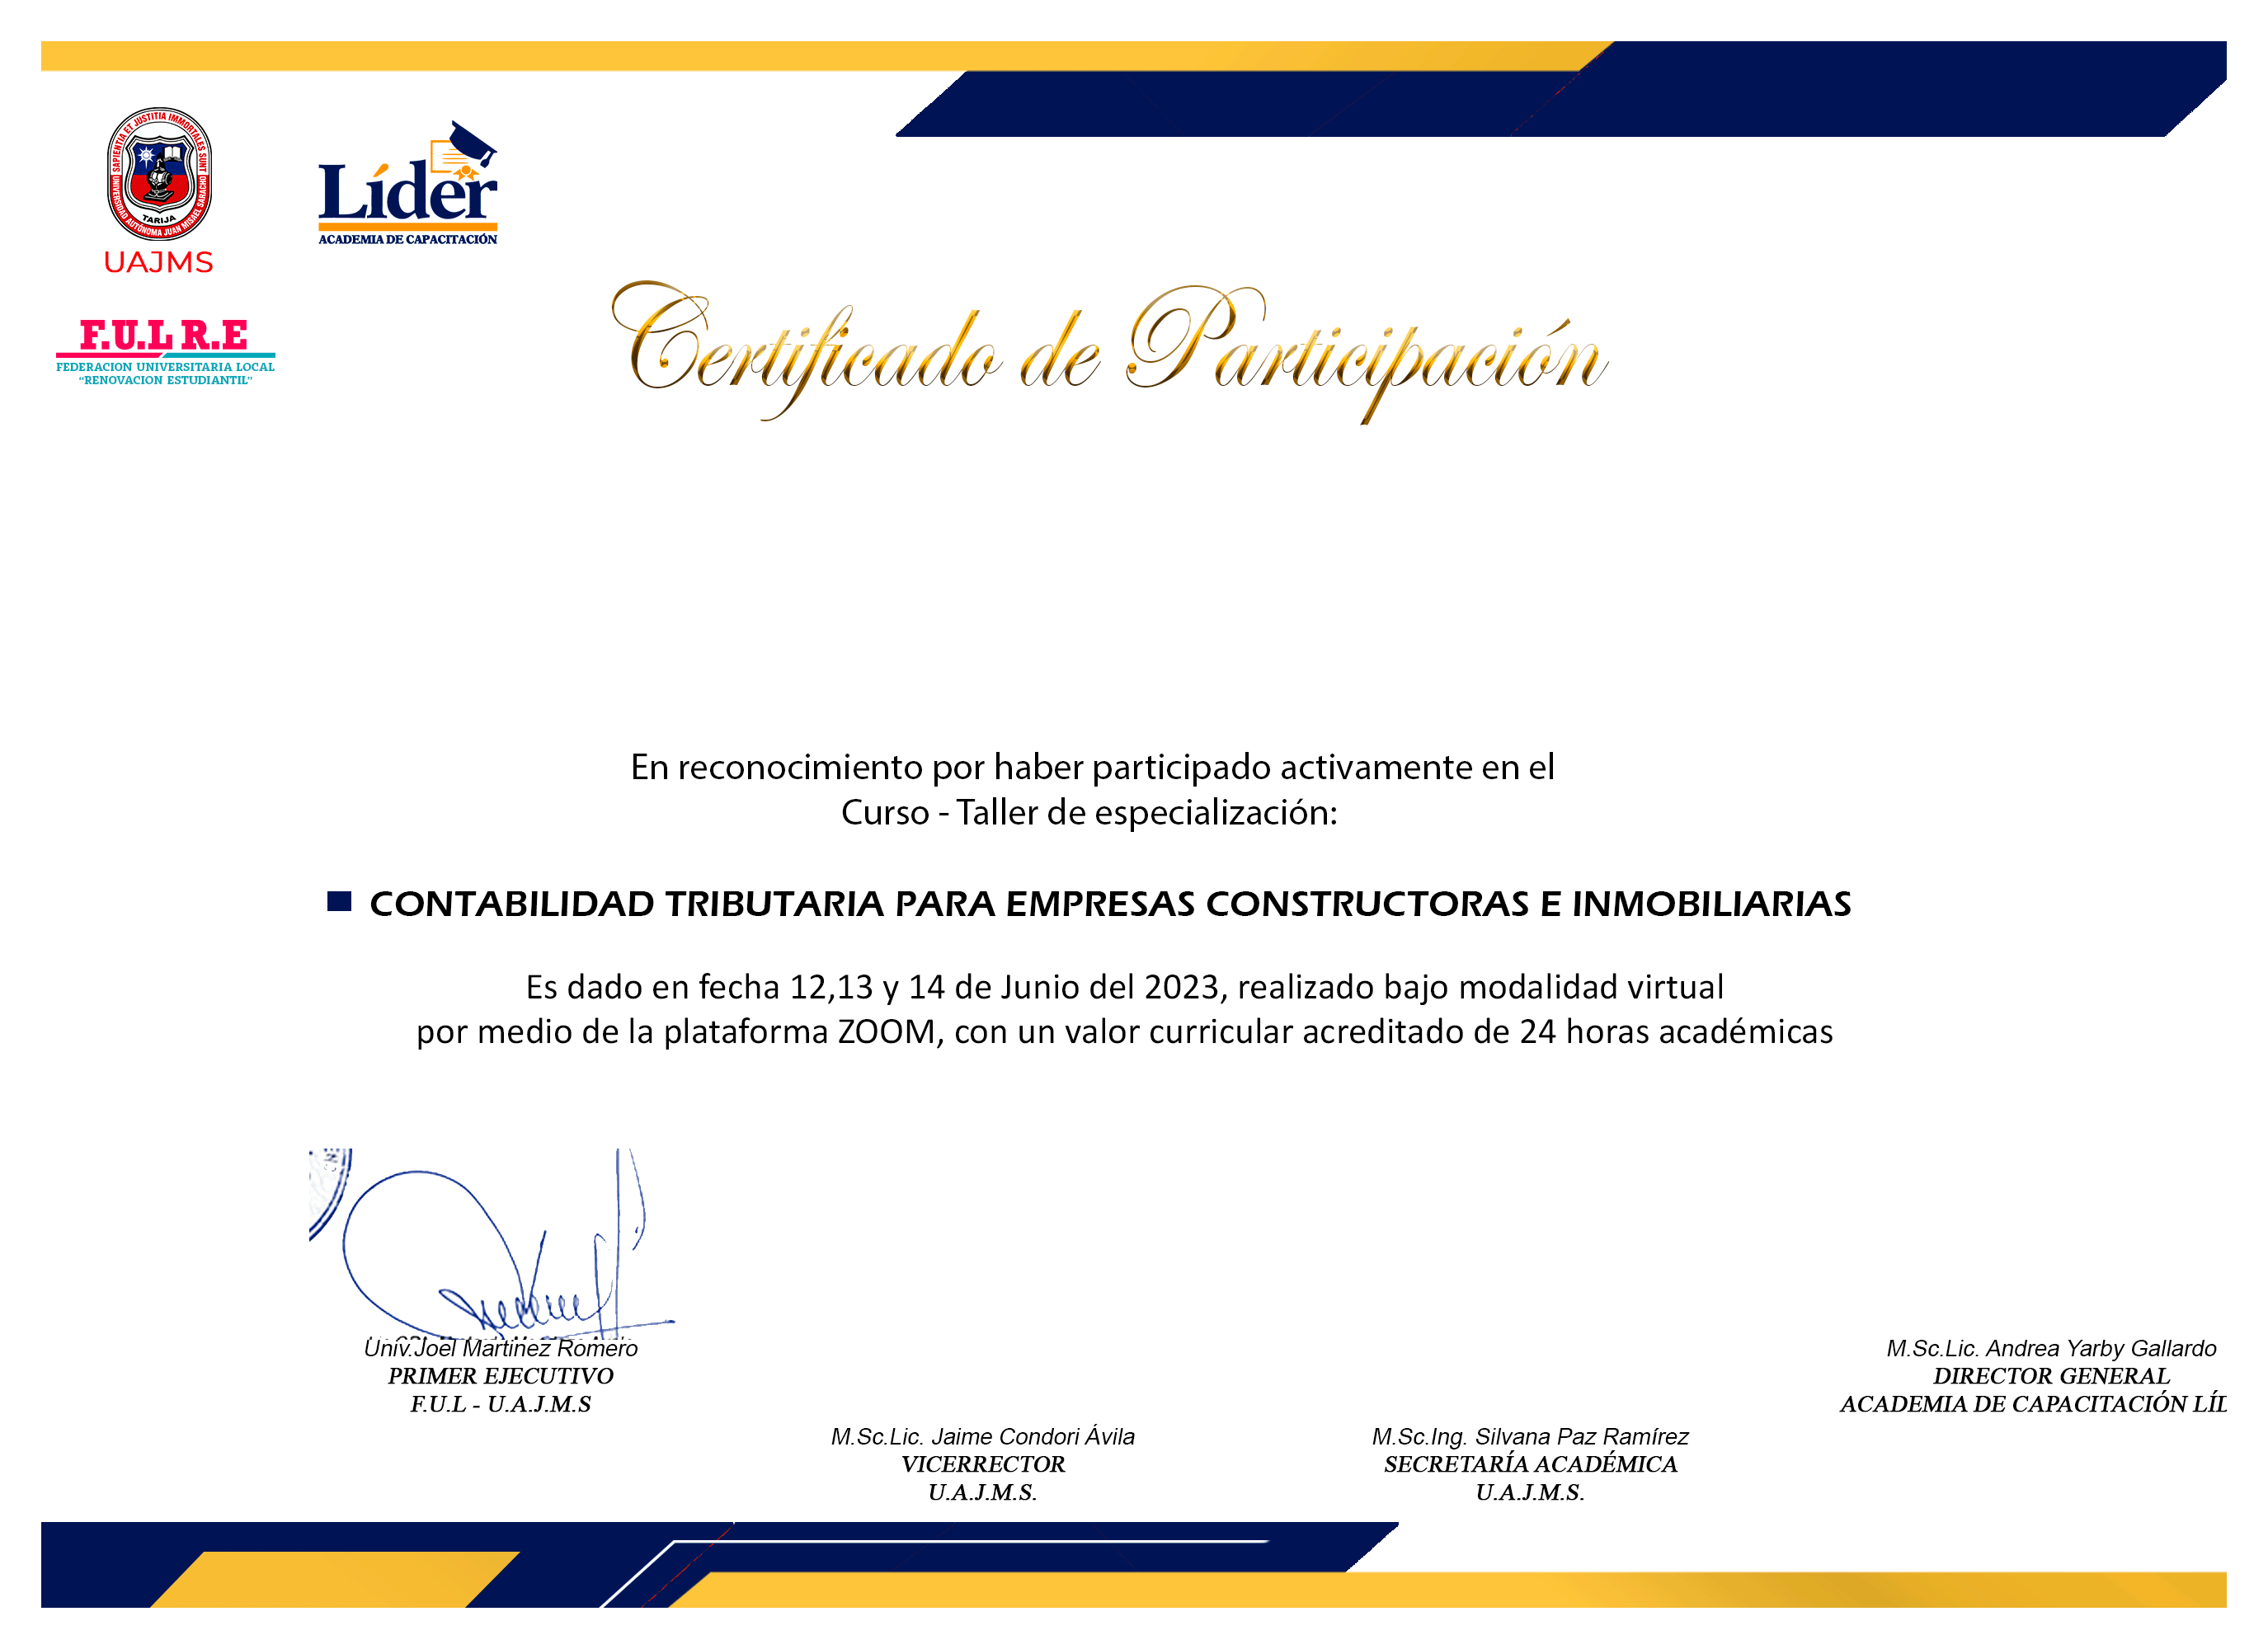 SAPIENTIA ET JUSTITIA IMMORTALES SUNT
UNIVERSIDAD AUTÓNOMA JUAN MISAEL SARACHO
TARIJA
UAJMS
Líder
ACADEMIA DE CAPACITACIÓN
F.U.L R.E
FEDERACION UNIVERSITARIA LOCAL
“RENOVACION ESTUDIANTIL”
Certificado de Participación
En reconocimiento por haber participado activamente en el
Curso - Taller de especialización:
CONTABILIDAD TRIBUTARIA PARA EMPRESAS CONSTRUCTORAS E INMOBILIARIAS
Es dado en fecha 12,13 y 14 de Junio del 2023, realizado bajo modalidad virtual
por medio de la plataforma ZOOM, con un valor curricular acreditado de 24 horas académicas
Univ.Joel Martinez Romero
PRIMER EJECUTIVO
F.U.L - U.A.J.M.S
M.Sc.Lic. Jaime Condori Ávila
VICERRECTOR
U.A.J.M.S.
M.Sc.Ing. Silvana Paz Ramírez
SECRETARÍA ACADÉMICA
U.A.J.M.S.
M.Sc.Lic. Andrea Yarby Gallardo
DIRECTOR GENERAL
ACADEMIA DE CAPACITACIÓN LÍD